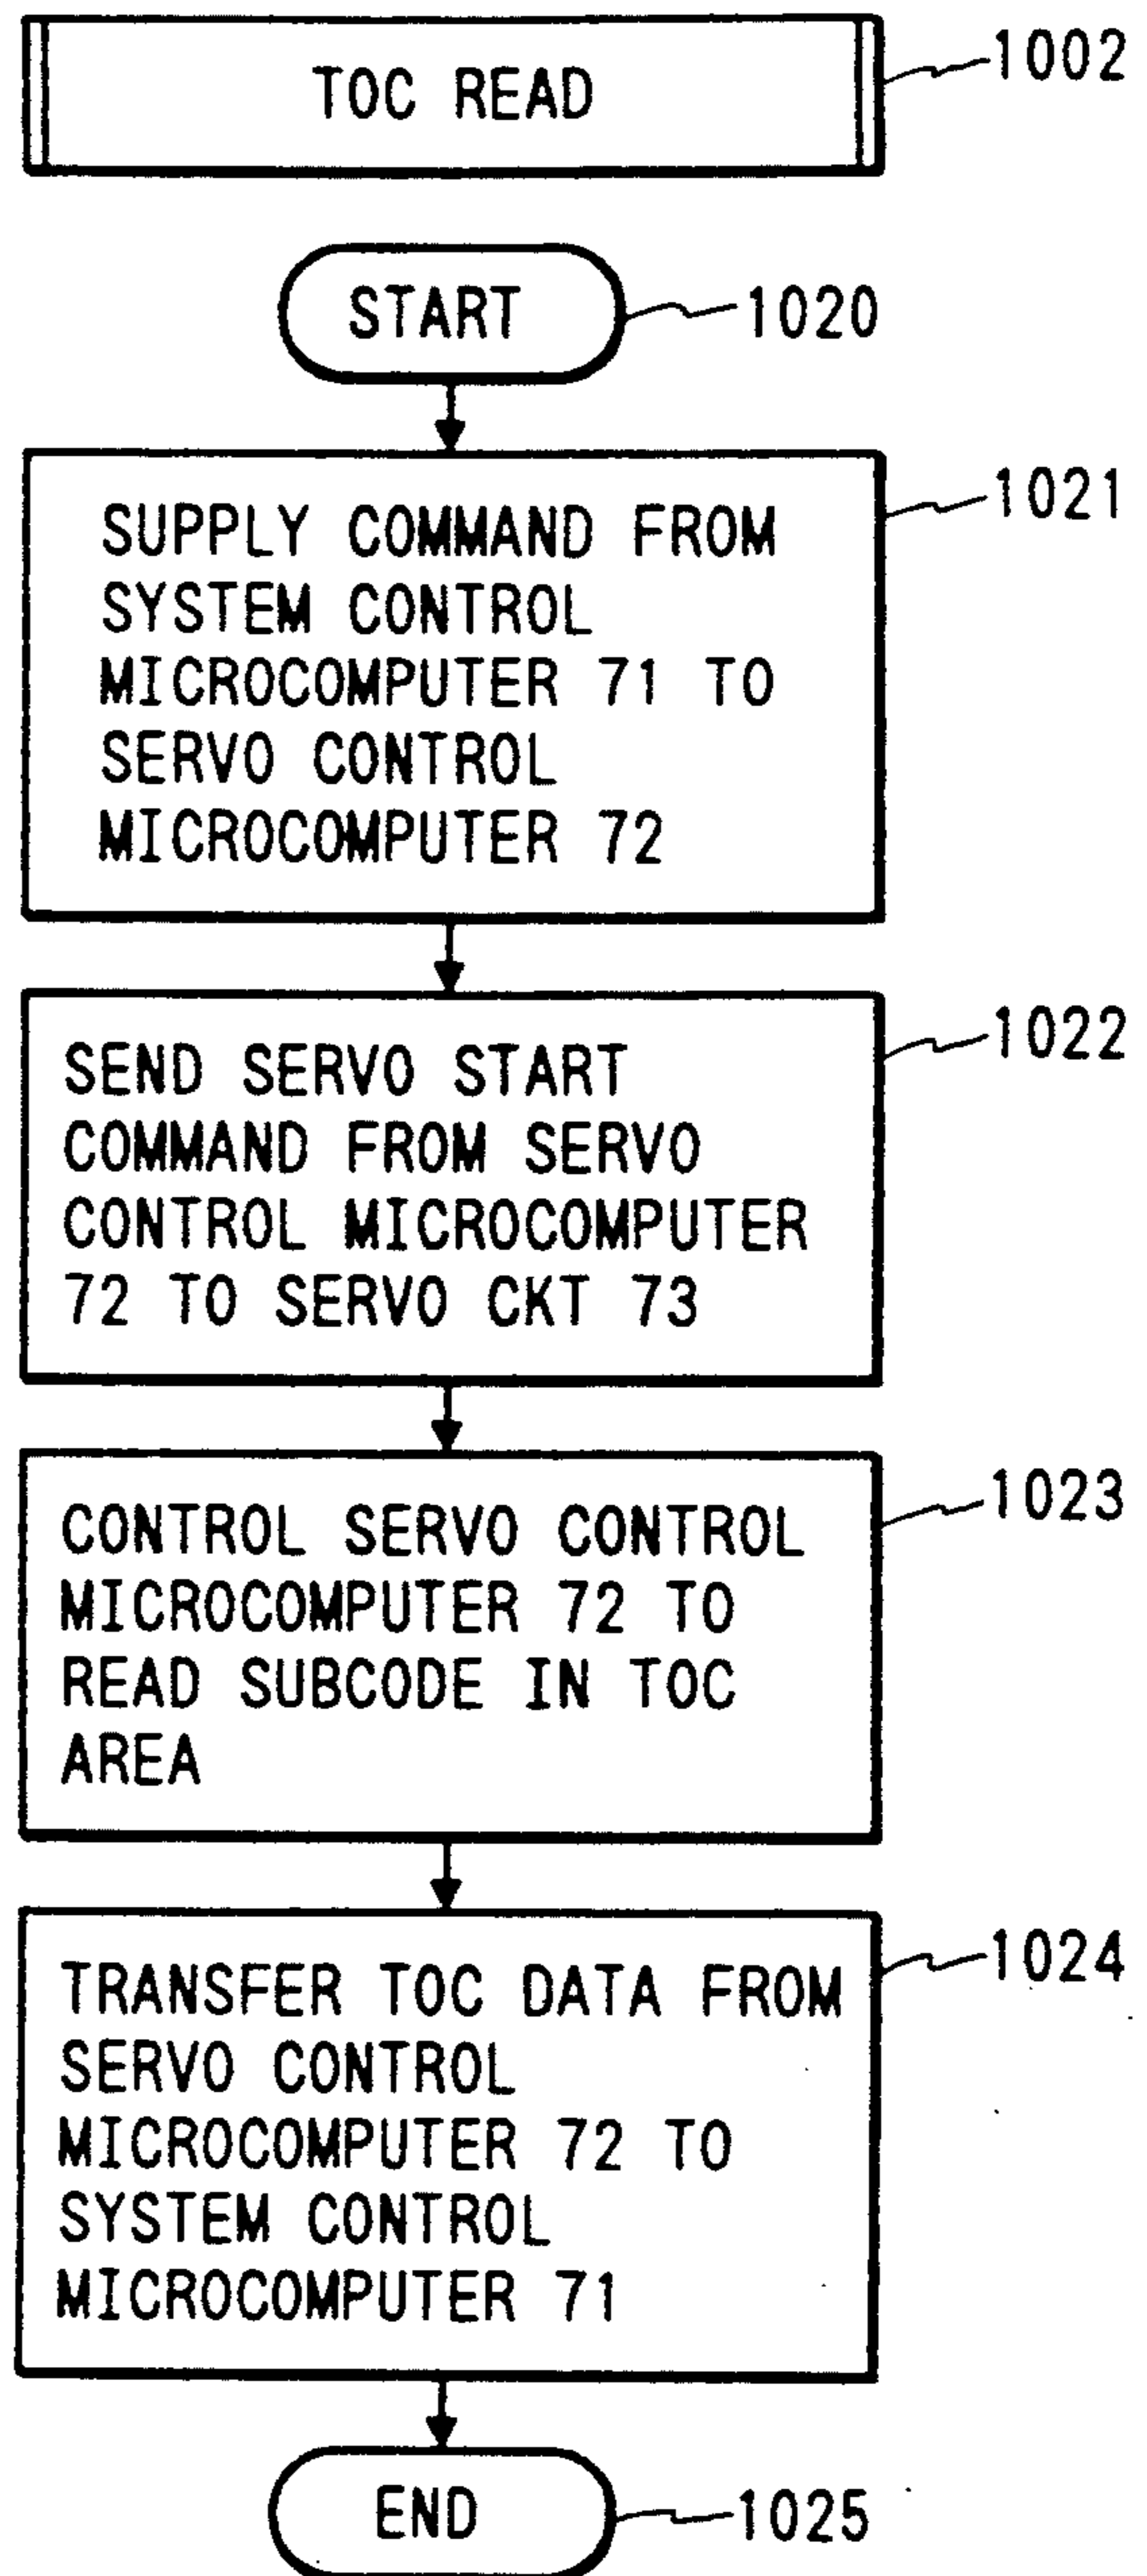 TOC READ
1002
START
1020
SUPPLY COMMAND FROM
SYSTEM CONTROL
MICROCOMPUTER 71 TO
SERVO CONTROL
MICROCOMPUTER 72
1021
SEND SERVO START
COMMAND FROM SERVO
CONTROL MICROCOMPUTER
72 TO SERVO CKT 73
1022
CONTROL SERVO CONTROL
MICROCOMPUTER 72 TO
READ SUBCODE IN TOC
AREA
1023
TRANSFER TOC DATA FROM
SERVO CONTROL
MICROCOMPUTER 72 TO
SYSTEM CONTROL
MICROCOMPUTER 71
1024
END
1025